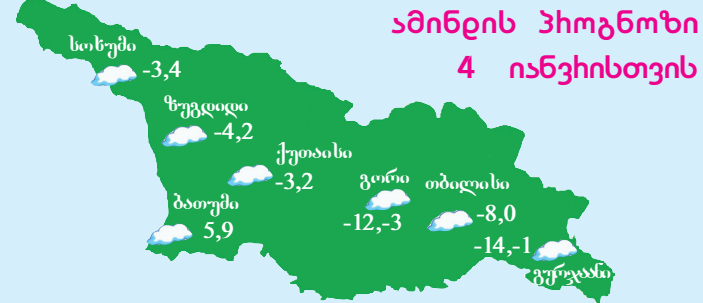 ამინდის პროგნოზი
4 იანვრისთვის
სოხუმი
-3,4
ზუგდიდი
-4,2
ქუთაისი
-3,2
გორი
-12,-3
თბილისი
-8,0
ბათუმი
5,9
-14,-1
გურჯაანი